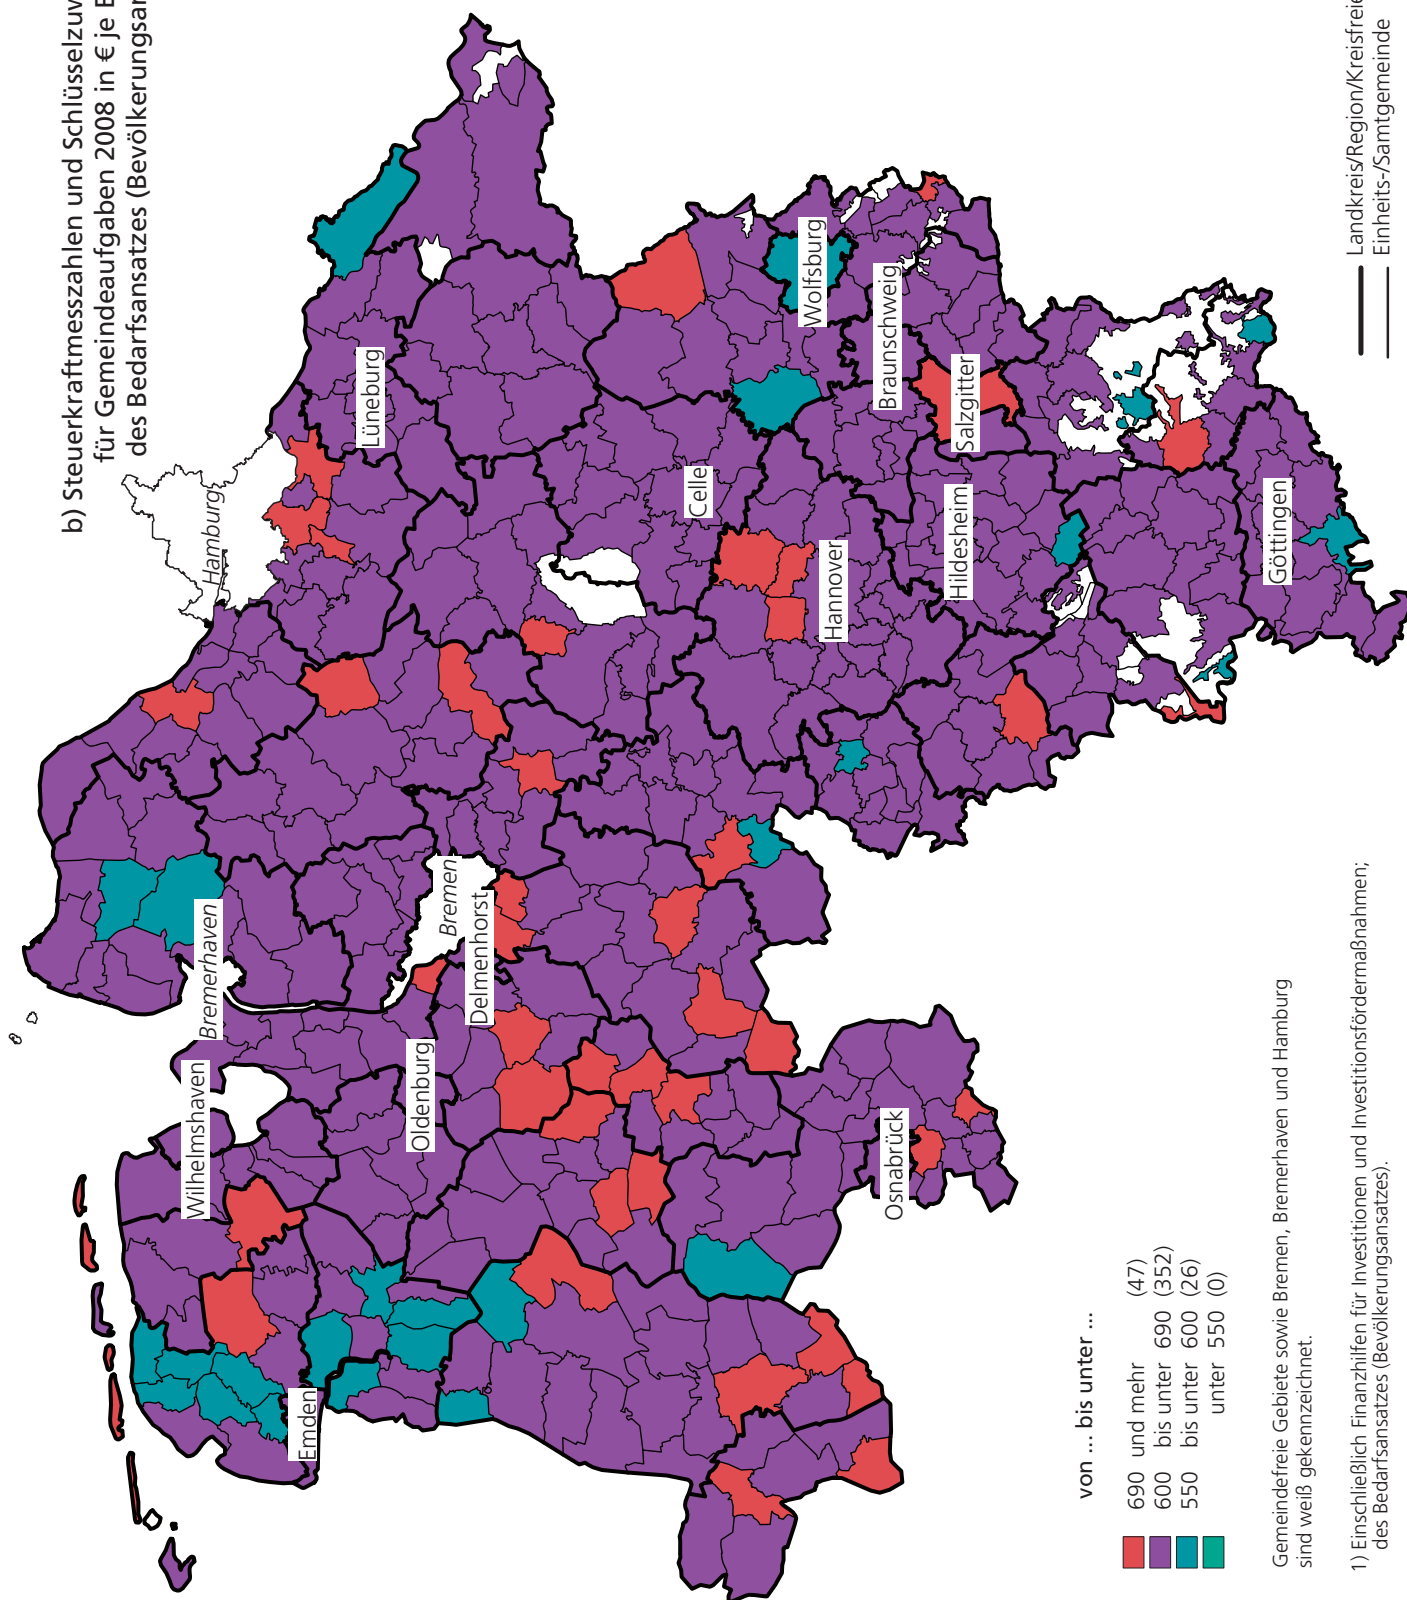 b) Steuerkraftmesszahlen und
für Gemeindeaufgaben 2008 in € je
des Bedarfsansatzes
Hamburg
Lüneburg
Wolfsburg
Braunschweig
Salzgitter
Celle
Hannover
Hildesheim
Göttingen
Bremerhaven
Bremen
Delmenhorst
Wilhelmshaven
Oldenburg
Emden
Osnabrück
von ... bis unter ...
690 und mehr (47)
600 bis unter 690 (352)
550 bis unter 600 (26)
unter 550 (0)
Gemeindefreie Gebiete sowie Bremen, Bremerhaven und Hamburg
sind weiß gekennzeichnet.
1) Einschließlich Finanzhilfen für Investitionen und Investitionsfördermaßnahmen;
des Bedarfsansatzes (Bevölkerungsansatzes).
Landkreis/Region/
Einheits-/Samtgemeinde